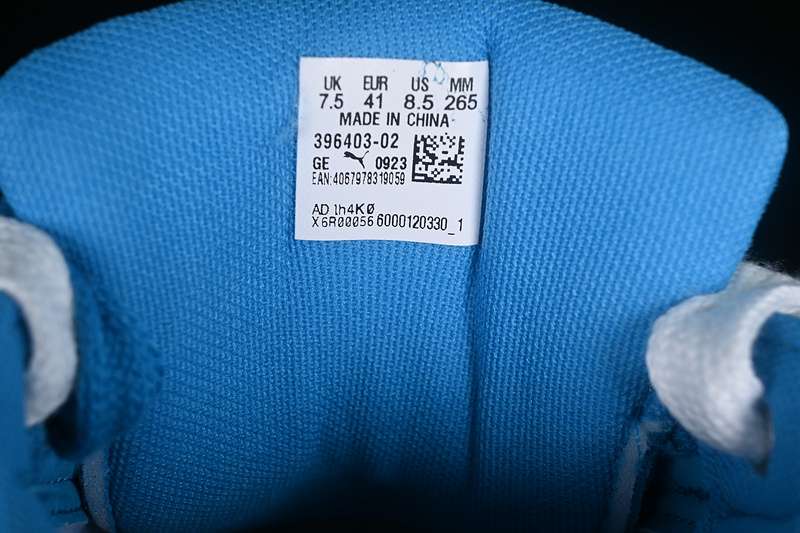 UK EUR US MM
7.5 41 8.5 265
MADE IN CHINA
396403-02
GE 0923
EAN:4067978319059
AD 1h4KØ
X6R00056 6000120330_1